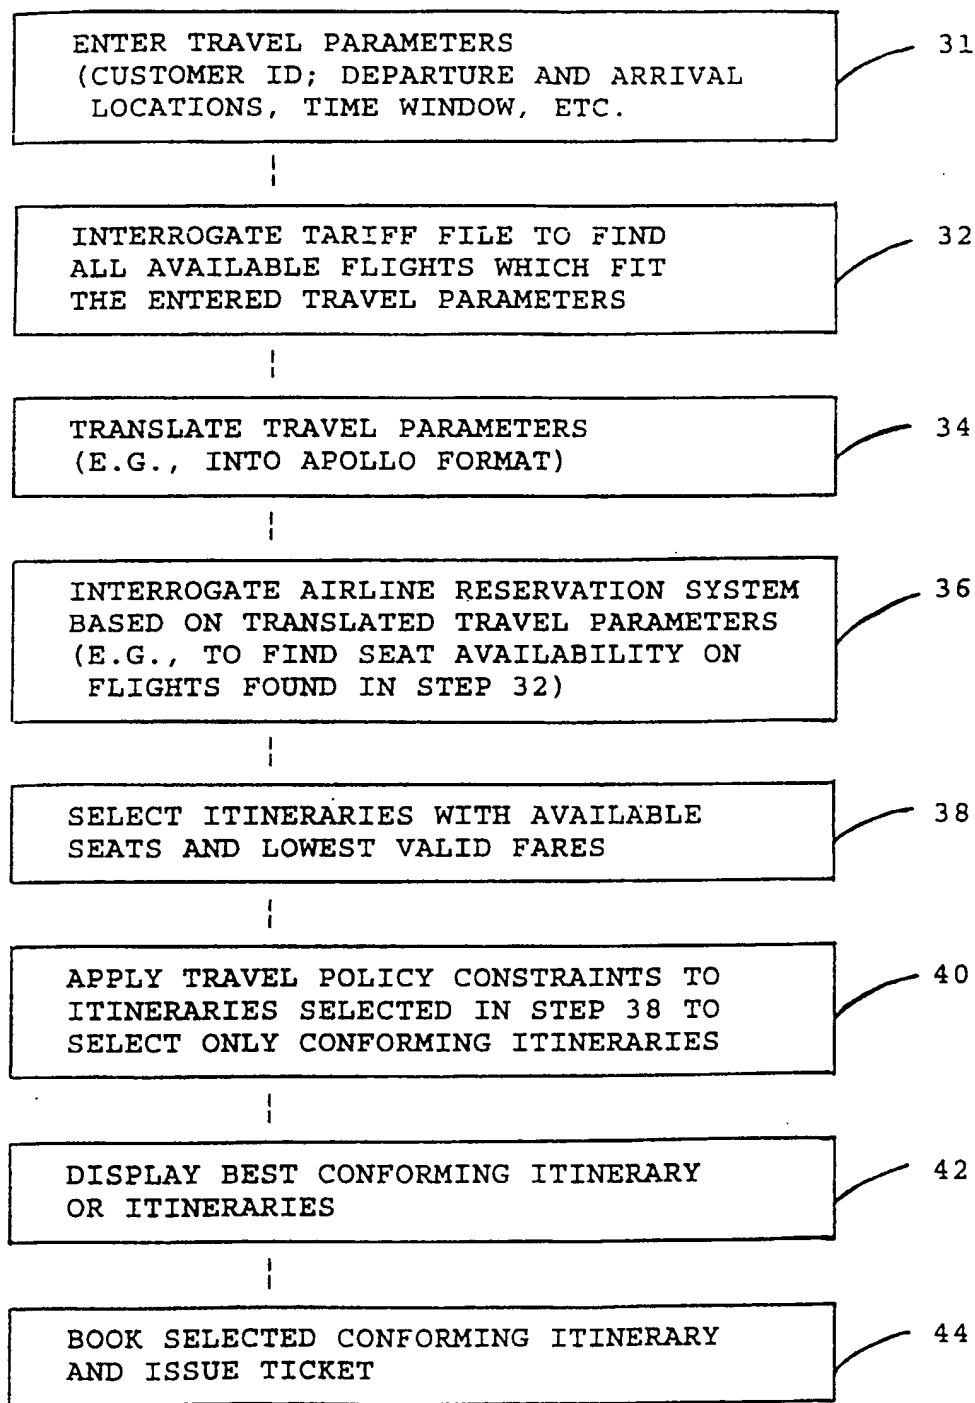 ENTER TRAVEL PARAMETERS
(CUSTOMER ID; DEPARTURE AND ARRIVAL
LOCATIONS, TIME WINDOW, ETC.
31
INTERROGATE TARIFF FILE TO FIND
ALL AVAILABLE FLIGHTS WHICH FIT
THE ENTERED TRAVEL PARAMETERS
32
TRANSLATE TRAVEL PARAMETERS
(E.G., INTO APOLLO FORMAT)
34
INTERROGATE AIRLINE RESERVATION SYSTEM
BASED ON TRANSLATED TRAVEL PARAMETERS
(E.G., TO FIND SEAT AVAILABILITY ON
FLIGHTS FOUND IN STEP 32)
36
SELECT ITINERARIES WITH AVAILABLE
SEATS AND LOWEST VALID FARES
38
APPLY TRAVEL POLICY CONSTRAINTS TO
ITINERARIES SELECTED IN STEP 38 TO
SELECT ONLY CONFORMING ITINERARIES
40
DISPLAY BEST CONFORMING ITINERARY
OR ITINERARIES
42
BOOK SELECTED CONFORMING ITINERARY
AND ISSUE TICKET
44